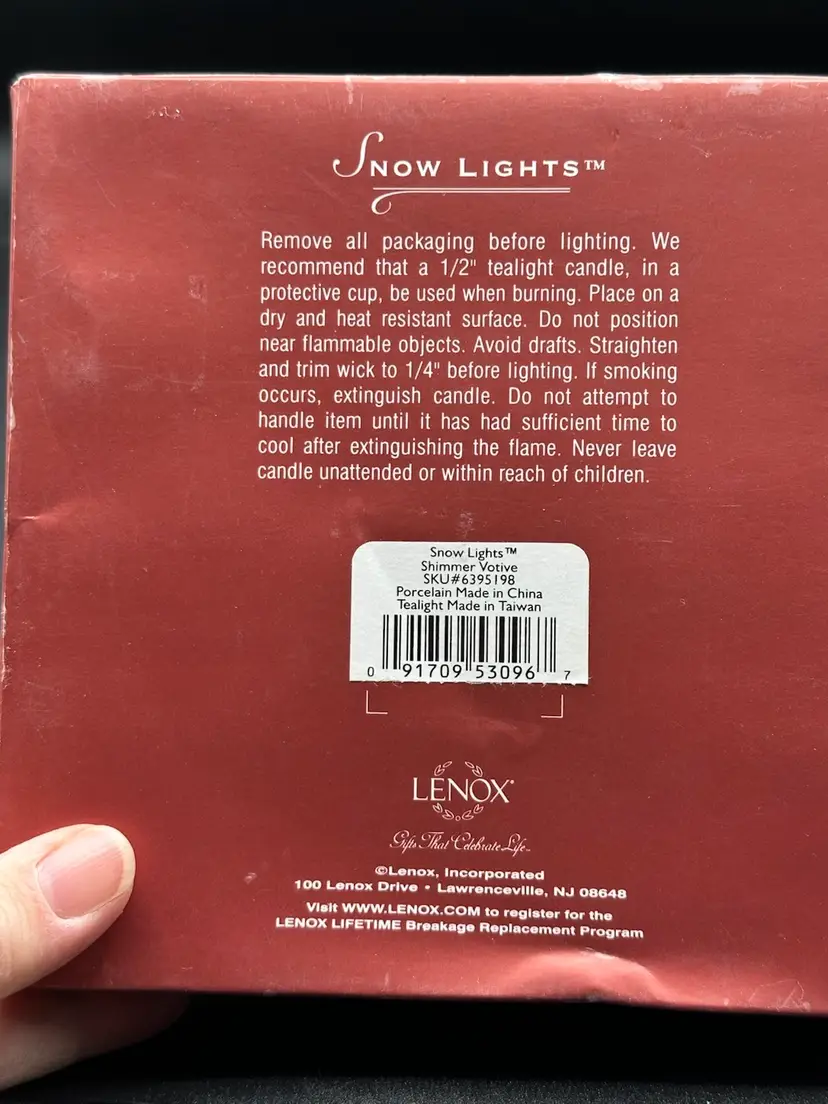 SNOW LIGHTS™
Remove all packaging before lighting. We
recommend that a 1/2" tealight candle, in a
protective cup, be used when burning. Place on a
dry and heat resistant surface. Do not position
near flammable objects. Avoid drafts. Straighten
and trim wick to 1/4" before lighting. If smoking
occurs, extinguish candle. Do not attempt to
handle item until it has had sufficient time to
cool after extinguishing the flame. Never leave
candle unattended or within reach of children.
Snow Lights™
Shimmer Votive
SKU#6395198
Porcelain Made in China
Tealight Made in Taiwan
0 91709 53096 7
LENOX®
Gifts That Celebrate Life™
©Lenox, Incorporated
100 Lenox Drive • Lawrenceville, NJ 08648
Visit WWW.LENOX.COM to register for the
LENOX LIFETIME Breakage Replacement Program